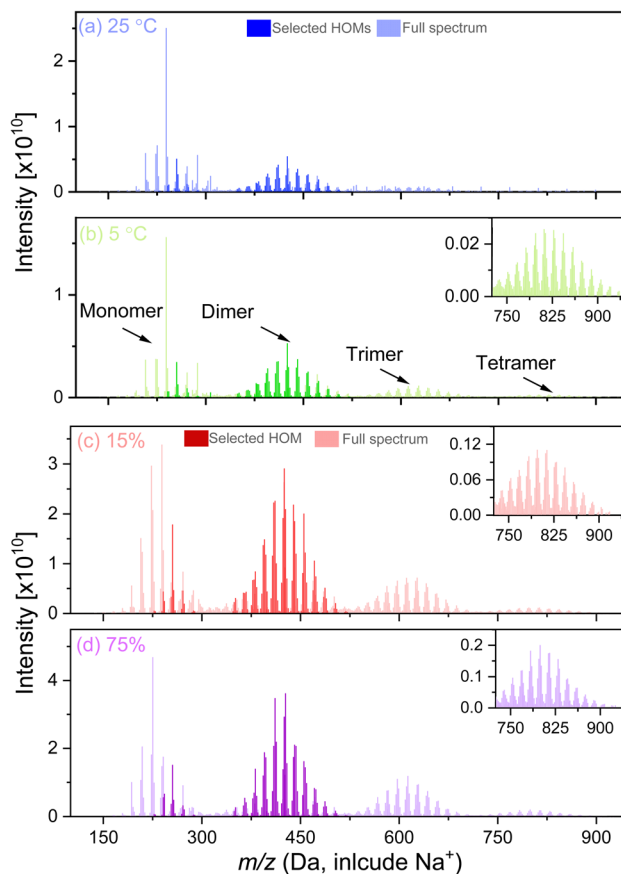 (a) 25 °C
Selected HOMs
Full spectrum
2
1
0
Intensity [x10¹⁰]
(b) 5 °C
1
0
Monomer
Dimer
Trimer
Tetramer
0.02
0.00
750 825 900
(c) 15%
Selected HOM
Full spectrum
3
2
1
0
Intensity [x10¹⁰]
0.12
0.06
0.00
750 825 900
(d) 75%
4
2
0
0.2
0.1
0.0
750 825 900
150 300 450 600 750 900
m/z (Da, inlcude Na⁺)